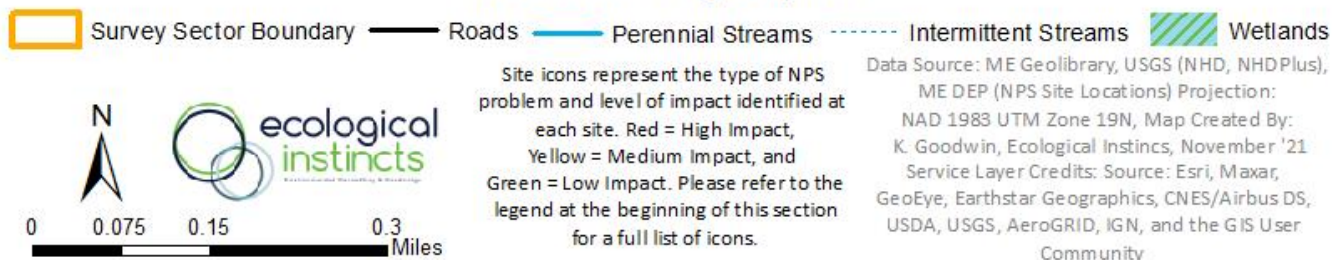 Survey Sector Boundary Roads Perennial Streams Intermittent Streams Wetlands
N
ecological
instincts
0 0.075 0.15 0.3
Miles
Site icons represent the type of NPS
problem and level of impact identified at
each site. Red = High Impact,
Yellow = Medium Impact, and
Green = Low Impact. Please refer to the
legend at the beginning of this section
for a full list of icons.
Data Source: ME Geolibrary, USGS (NHD, NHDPlus),
ME DEP (NPS Site Locations) Projection:
NAD 1983 UTM Zone 19N, Map Created By:
K. Goodwin, Ecological Instincs, November '21
Service Layer Credits: Source: Esri, Maxar,
GeoEye, Earthstar Geographics, CNES/Airbus DS,
USDA, USGS, AeroGRID, IGN, and the GIS User
Community